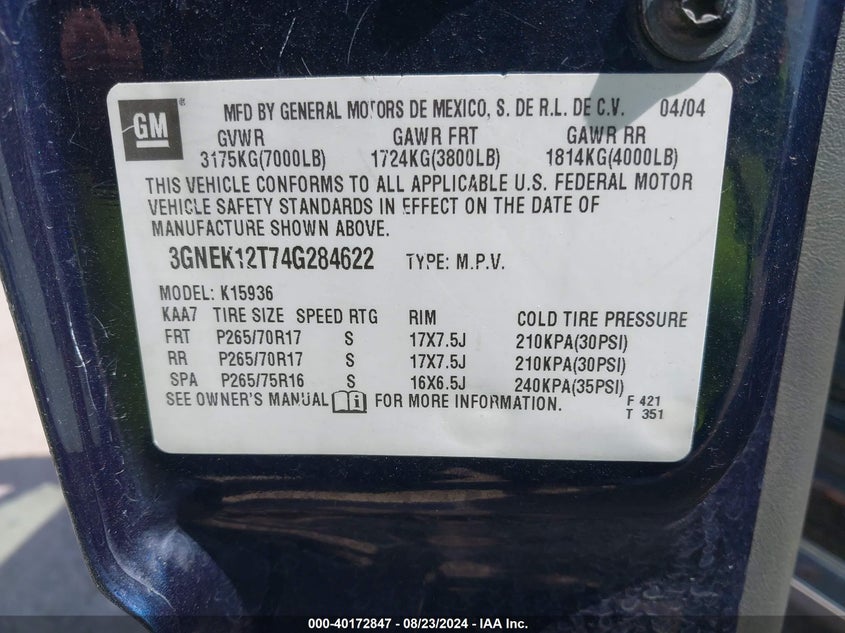 GM ® MFD BY GENERAL MOTORS DE MEXICO, S. DE R.L. DE C.V. 04/04
GVWR GAWR FRT GAWR RR
3175KG(7000LB) 1724KG(3800LB) 1814KG(4000LB)
THIS VEHICLE CONFORMS TO ALL APPLICABLE U.S. FEDERAL MOTOR
VEHICLE SAFETY STANDARDS IN EFFECT ON THE DATE OF
MANUFACTURE SHOWN ABOVE.
3GNEK12T74G284622 TYPE: M.P.V.
MODEL: K15936
KAA7 TIRE SIZE SPEED RTG RIM COLD TIRE PRESSURE
FRT P265/70R17 S 17X7.5J 210KPA(30PSI)
RR P265/70R17 S 17X7.5J 210KPA(30PSI)
SPA P265/75R16 S 16X6.5J 240KPA(35PSI)
SEE OWNER'S MANUAL i FOR MORE INFORMATION. F 421
T 351
000-40172847 - 08/23/2024 - IAA Inc.